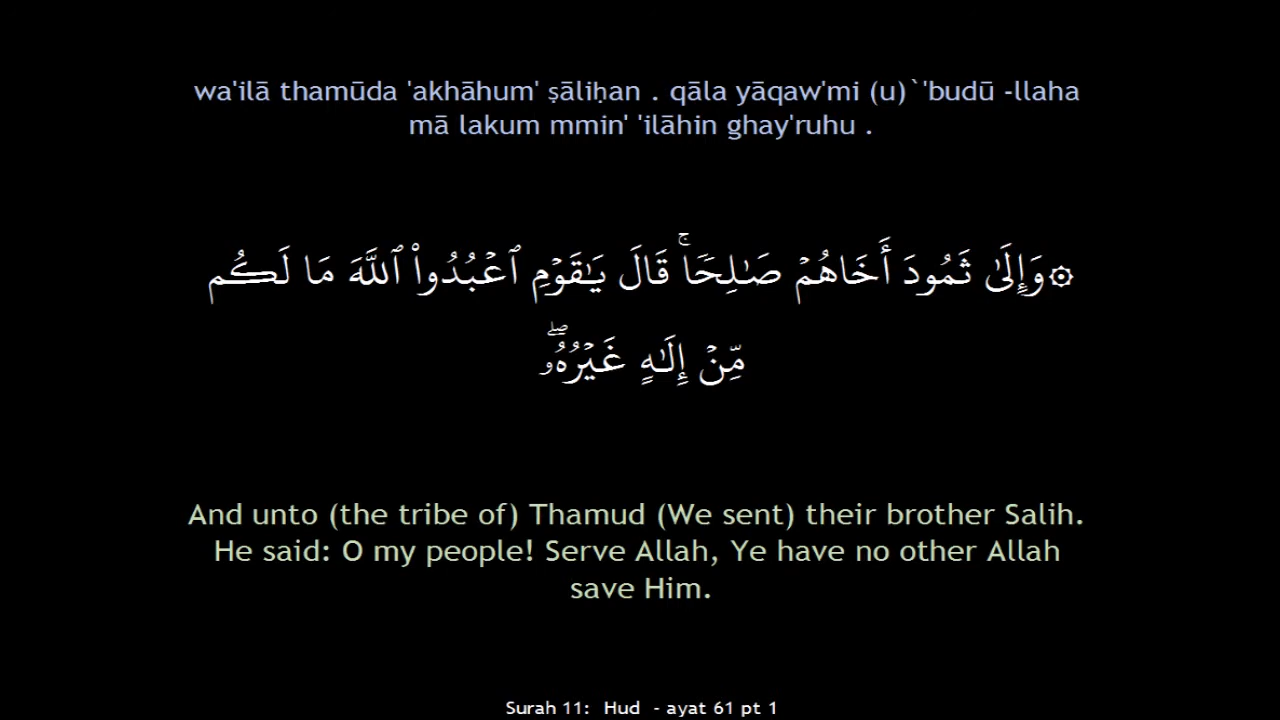 wa'ilā thamūda 'akhāhum' ṣāliḥan . qāla yāqaw'mi (u)`'budū -llaha
mā lakum mmin' 'ilāhin ghay'ruhu .
۞وَإِلَىٰ ثَمُودَ أَخَاهُمۡ صَٰلِحٗاۚ قَالَ يَٰقَوۡمِ ٱعۡبُدُواْ ٱللَّهَ مَا لَكُم
مِّنۡ إِلَٰهٍ غَيۡرُهُۥۖ
And unto (the tribe of) Thamud (We sent) their brother Salih.
He said: O my people! Serve Allah, Ye have no other Allah
save Him.
Surah 11: Hud - ayat 61 pt 1